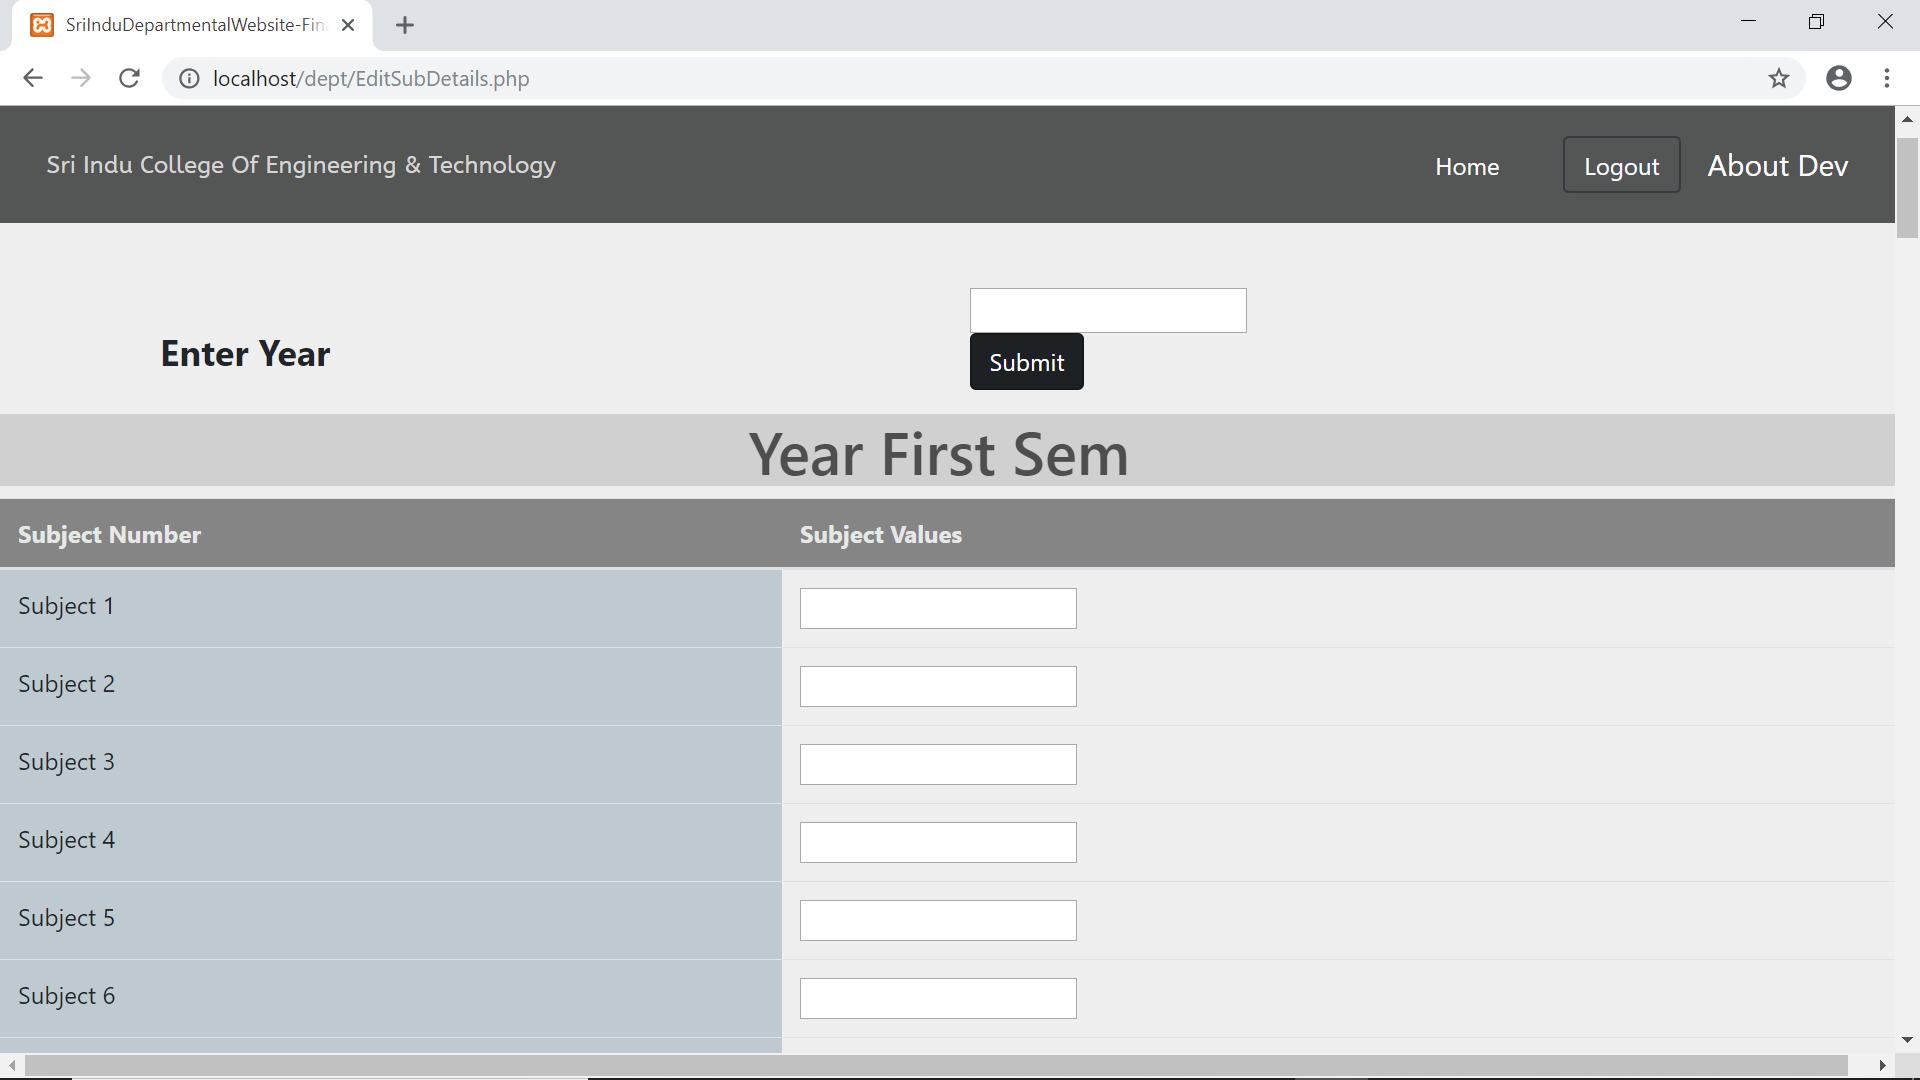 SriInduDepartmentalWebsite-Fin
localhost/dept/EditSubDetails.php
Sri Indu College Of Engineering & Technology
Home
Logout
About Dev
Enter Year
Submit
Year First Sem
Subject Number
Subject Values
Subject 1
Subject 2
Subject 3
Subject 4
Subject 5
Subject 6